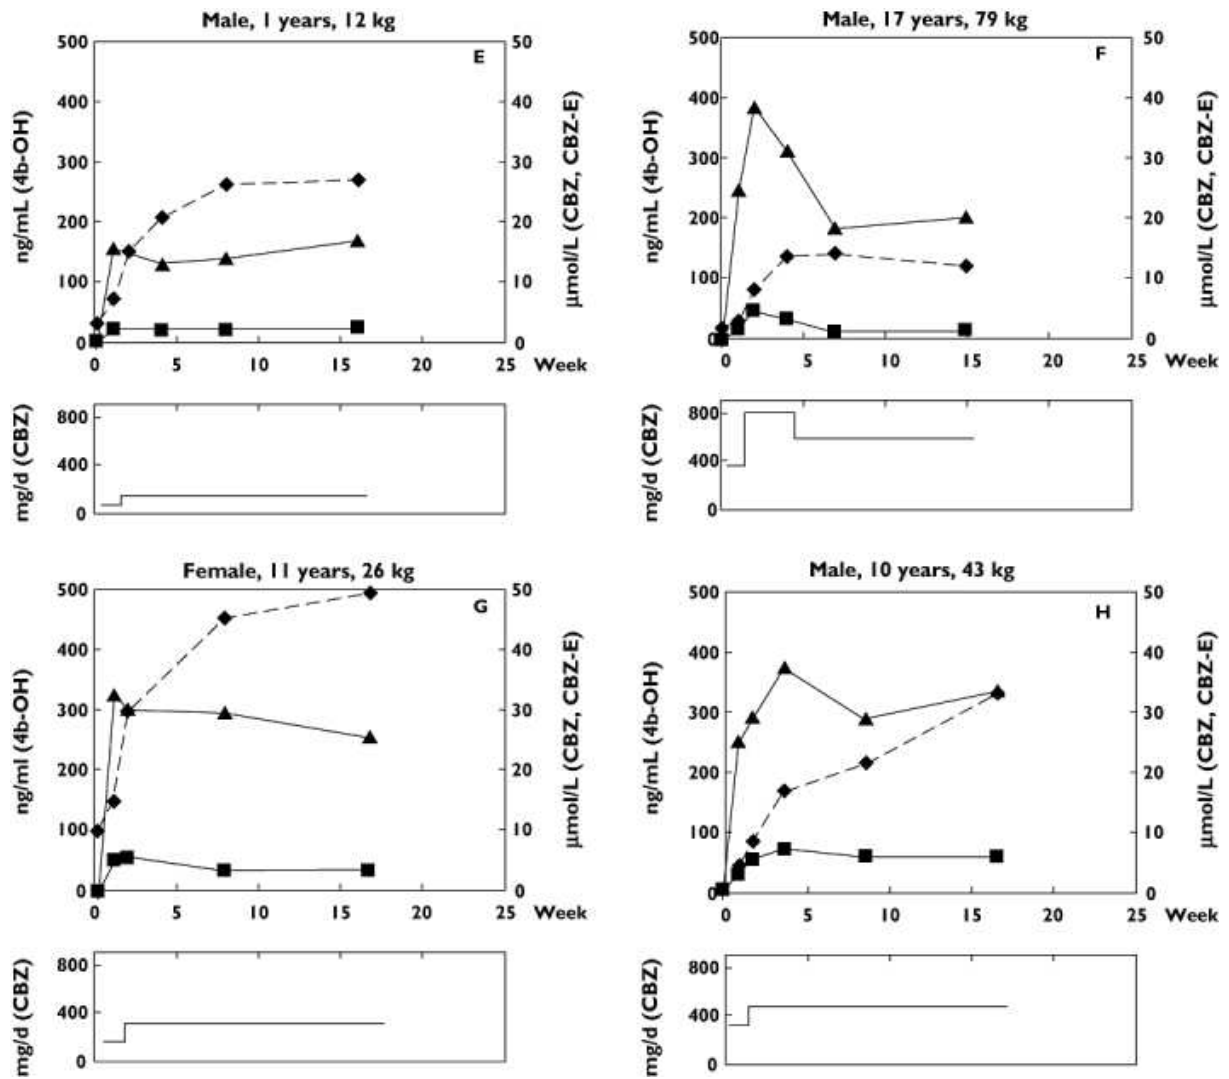 Male, 1 years, 12 kg
E
500
400
300
200
100
0
ng/mL (4b-OH)
50
40
30
20
10
0
µmol/L (CBZ, CBZ-E)
0 5 10 15 20 25 Week
800
400
0
mg/d (CBZ)
Male, 17 years, 79 kg
F
500
400
300
200
100
0
ng/mL (4b-OH)
50
40
30
20
10
0
µmol/L (CBZ, CBZ-E)
0 5 10 15 20 25 Week
800
400
0
mg/d (CBZ)
Female, 11 years, 26 kg
G
500
400
300
200
100
0
ng/ml (4b-OH)
50
40
30
20
10
0
µmol/L (CBZ, CBZ-E)
0 5 10 15 20 25 Week
800
400
0
mg/d (CBZ)
Male, 10 years, 43 kg
H
500
400
300
200
100
0
ng/mL (4b-OH)
50
40
30
20
10
0
µmol/L (CBZ, CBZ-E)
0 5 10 15 20 25 Week
800
400
0
mg/d (CBZ)